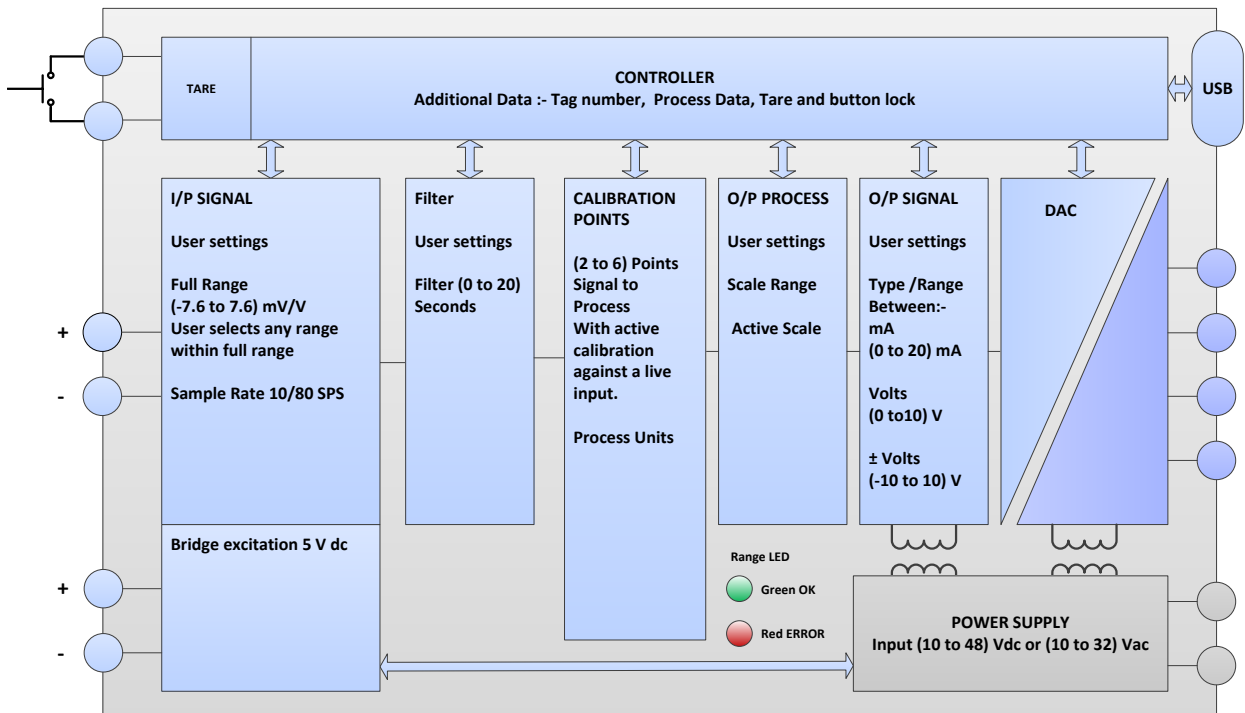 CONTROLLER
TARE
Additional Data :- Tag number, Process Data, Tare and button lock
USB
I/P SIGNAL
User settings
Full Range
(-7.6 to 7.6) mV/V
User selects any range
within full range
Sample Rate 10/80 SPS
+
-
Filter
User settings
Filter (0 to 20)
Seconds
CALIBRATION
POINTS
(2 to 6) Points
Signal to
Process
With active
calibration
against a live
input.
Process Units
O/P PROCESS
User settings
Scale Range
Active Scale
O/P SIGNAL
User settings
Type /Range
Between:-
mA
(0 to 20) mA
Volts
(0 to10) V
± Volts
(-10 to 10) V
DAC
Bridge excitation 5 V dc
+
-
Range LED
Green OK
Red ERROR
POWER SUPPLY
Input (10 to 48) Vdc or (10 to 32) Vac